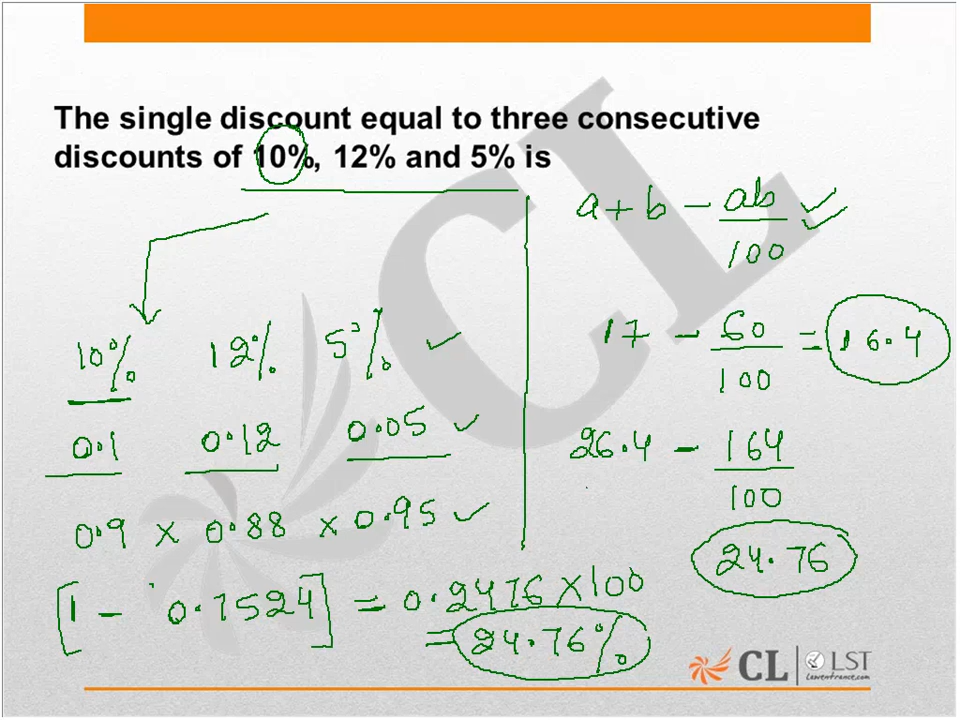 The single discount equal to three consecutive
discounts of 10%, 12% and 5% is
a + b - ab/100
10% 12% 5%
17 - 60/100 = 16.4
0.1 0.12 0.05
26.4 - 164/100
0.9 × 0.88 × 0.95
24.76
[1 - 0.7524] = 0.2476 × 100
= 24.76%
CL | LST
CL